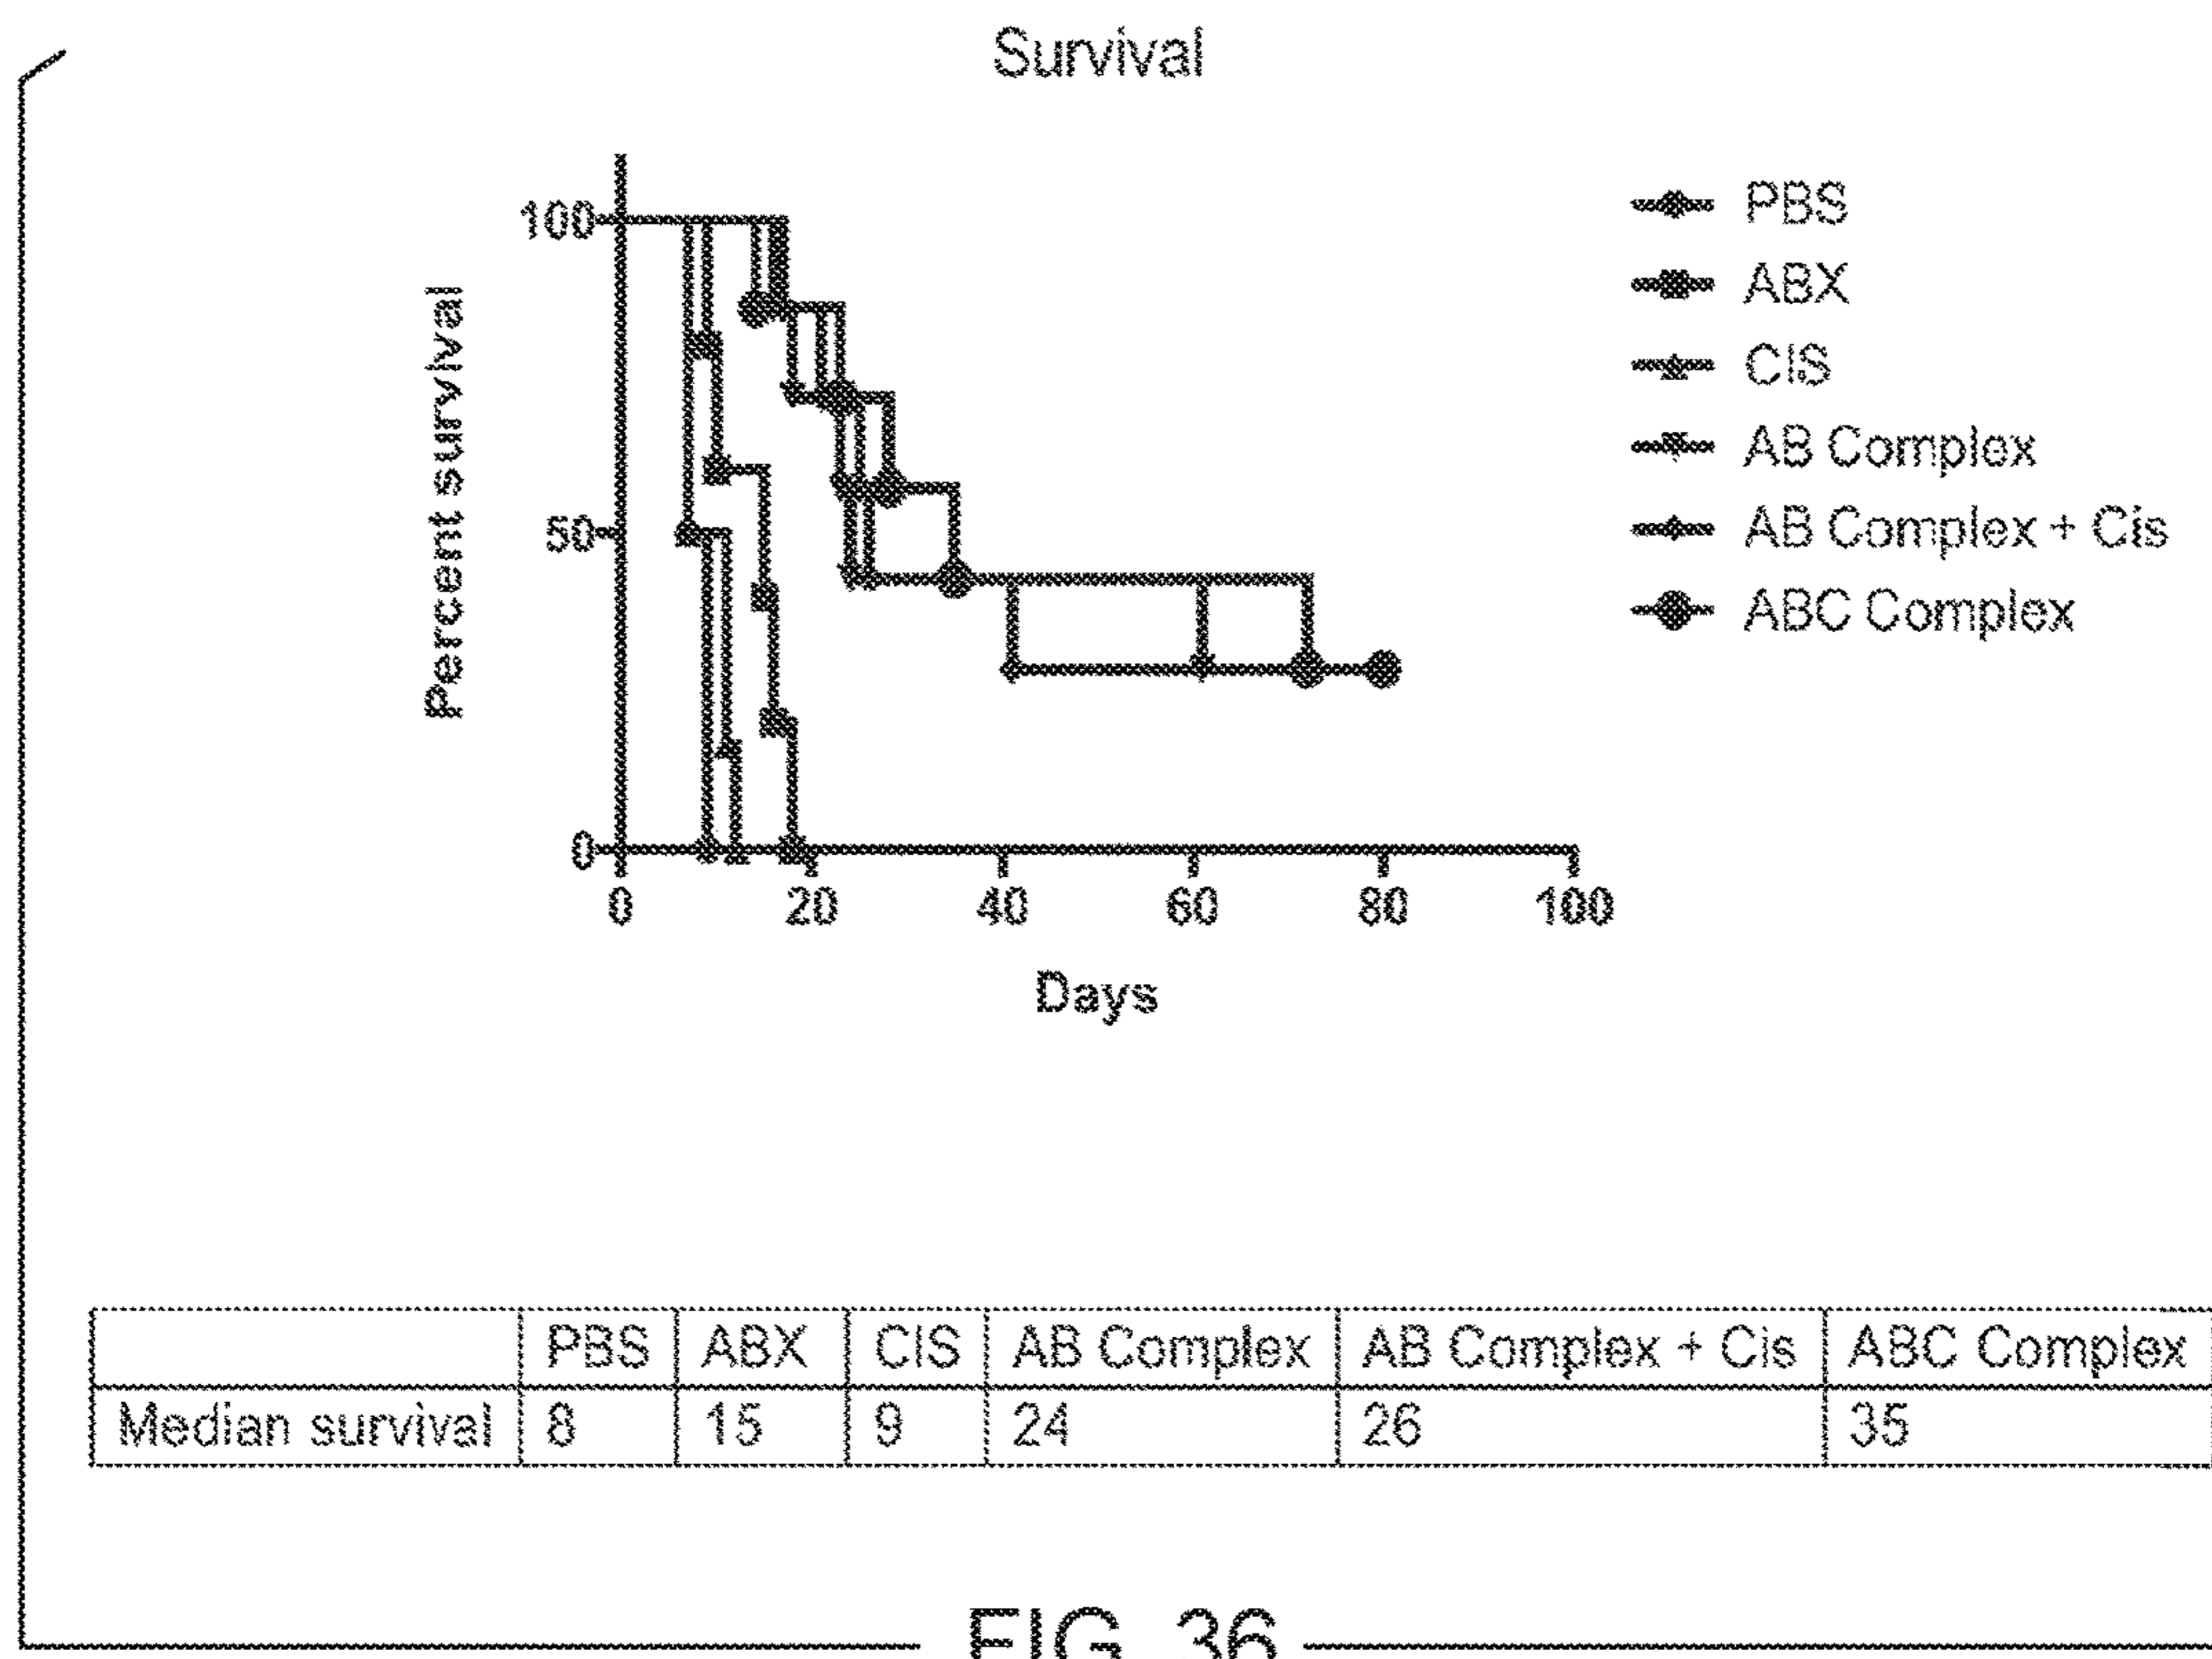 Survival
Percent survival
100
50
0
0 20 40 60 80 100
Days
PBS
ABX
CIS
AB Complex
AB Complex + Cis
ABC Complex
PBS ABX CIS AB Complex AB Complex + Cis ABC Complex
Median survival 8 15 9 24 26 35
FIG. 36